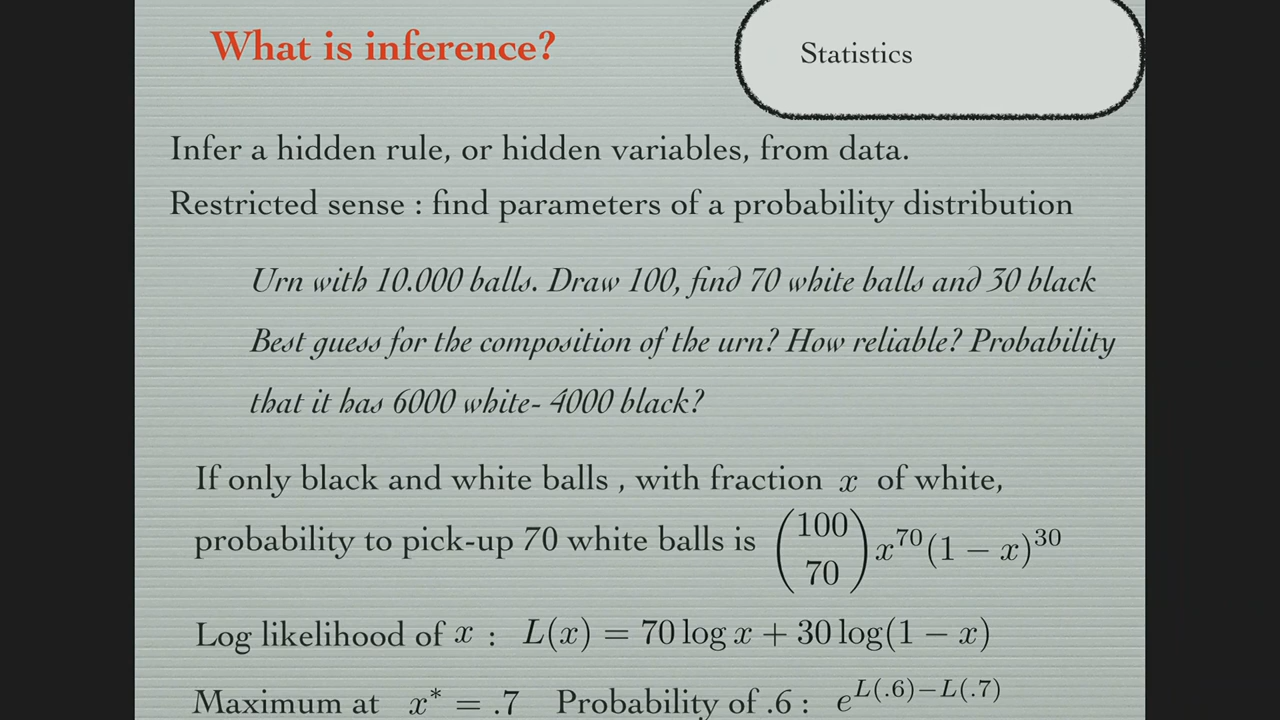 What is inference?
Statistics
Infer a hidden rule, or hidden variables, from data.
Restricted sense : find parameters of a probability distribution
Urn with 10.000 balls. Draw 100, find 70 white balls and 30 black
Best guess for the composition of the urn? How reliable? Probability
that it has 6000 white- 4000 black?
If only black and white balls , with fraction x of white,
probability to pick-up 70 white balls is \binom{100}{70} x^{70}(1 − x)^{30}
Log likelihood of x : L(x) = 70 log x + 30 log(1 − x)
Maximum at x^* = .7 Probability of .6 : e^{L(.6)−L(.7)}